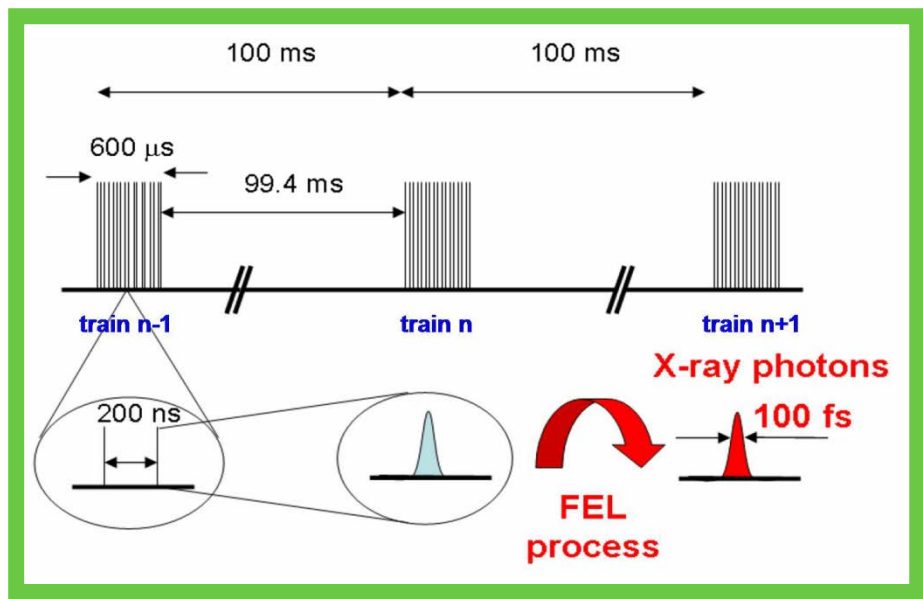 100 ms
100 ms
600 μs
99.4 ms
train n-1
train n
train n+1
X-ray photons
200 ns
100 fs
FEL
process